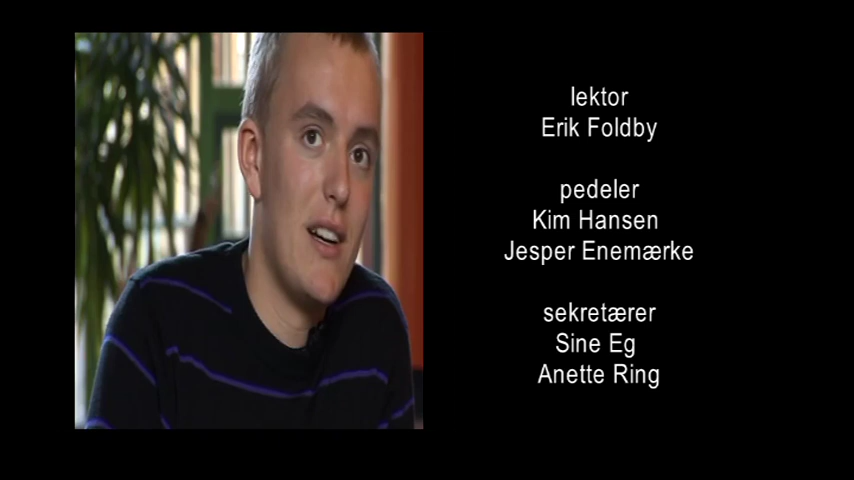 lektor
Erik Foldby
pedeler
Kim Hansen
Jesper Enemærke
sekretærer
Sine Eg
Anette Ring